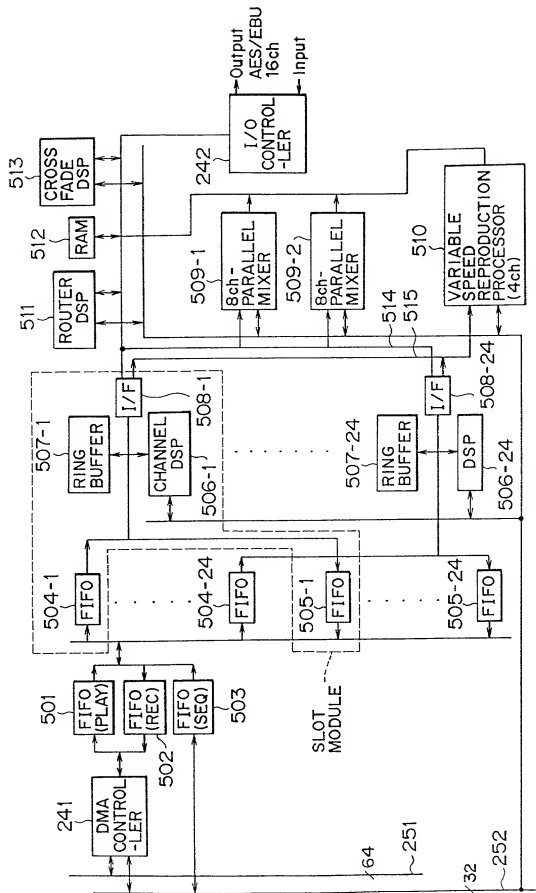 513
CROSS
FADE
DSP
512
RAM
511
ROUTER
DSP
242
I/O
CONTROL
-LER
Output
AES/EBU
16ch
Input
509-1
8ch-
PARALLEL
MIXER
509-2
8ch-
PARALLEL
MIXER
510
VARIABLE
SPEED
REPRODUCTION
PROCESSOR
(4ch)
514
515
507-1
RING
BUFFER
I/F
508-1
CHANNEL
DSP
506-1
507-24
RING
BUFFER
I/F
508-24
DSP
506-24
504-1
FIFO
504-24
FIFO
505-1
FIFO
505-24
FIFO
SLOT
MODULE
501
FIFO
(PLAY)
FIFO
(REC)
502
FIFO
(SEQ)
503
241
DMA
CONTROL
-LER
64
251
32
252